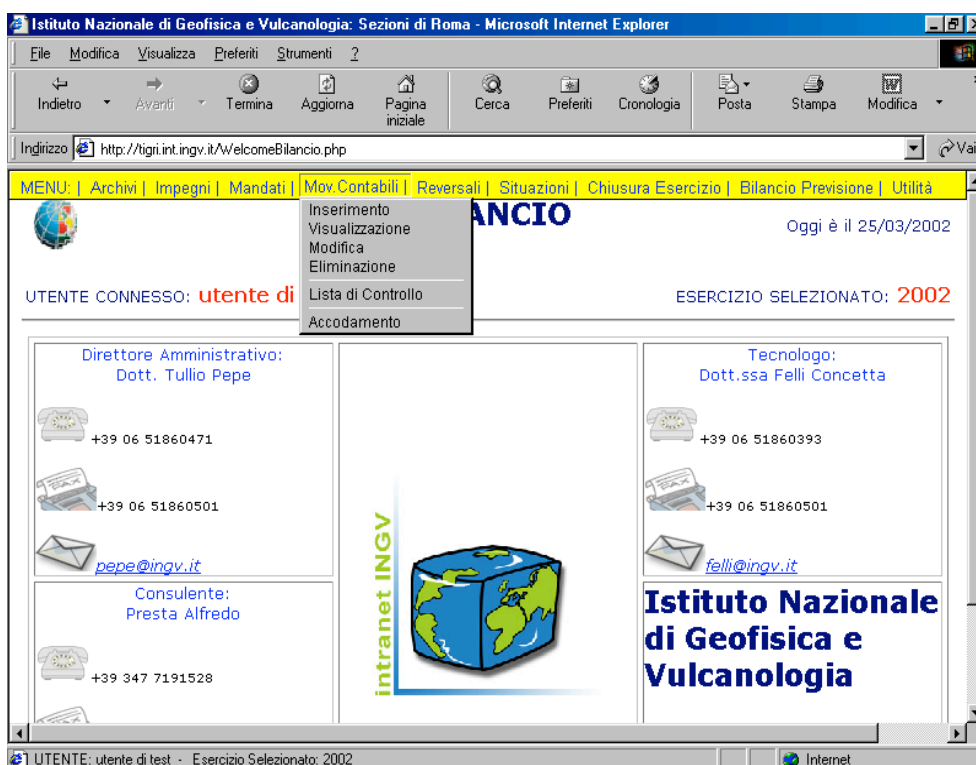 Istituto Nazionale di Geofisica e Vulcanologia: Sezioni di Roma - Microsoft Internet Explorer
File Modifica Visualizza Preferiti Strumenti ?
Indietro Avanti Termina Aggiorna Pagina iniziale Cerca Preferiti Cronologia Posta Stampa Modifica
Indirizzo http://tigri.int.ingv.it/WelcomeBilancio.php Vai
MENU: | Archivi | Impegni | Mandati | Mov.Contabili | Reversali | Situazioni | Chiusura Esercizio | Bilancio Previsione | Utilità
Inserimento
Visualizzazione
Modifica
Eliminazione
Lista di Controllo
Accodamento
ANCIO
Oggi è il 25/03/2002
UTENTE CONNESSO: utente di
ESERCIZIO SELEZIONATO: 2002
Direttore Amministrativo:
Dott. Tullio Pepe
+39 06 51860471
FAX
+39 06 51860501
pepe@ingv.it
Consulente:
Presta Alfredo
+39 347 7191528
intranet INGV
Tecnologo:
Dott.ssa Felli Concetta
+39 06 51860393
FAX
+39 06 51860501
felli@ingv.it
Istituto Nazionale
di Geofisica e
Vulcanologia
UTENTE: utente di test - Esercizio Selezionato: 2002
Internet